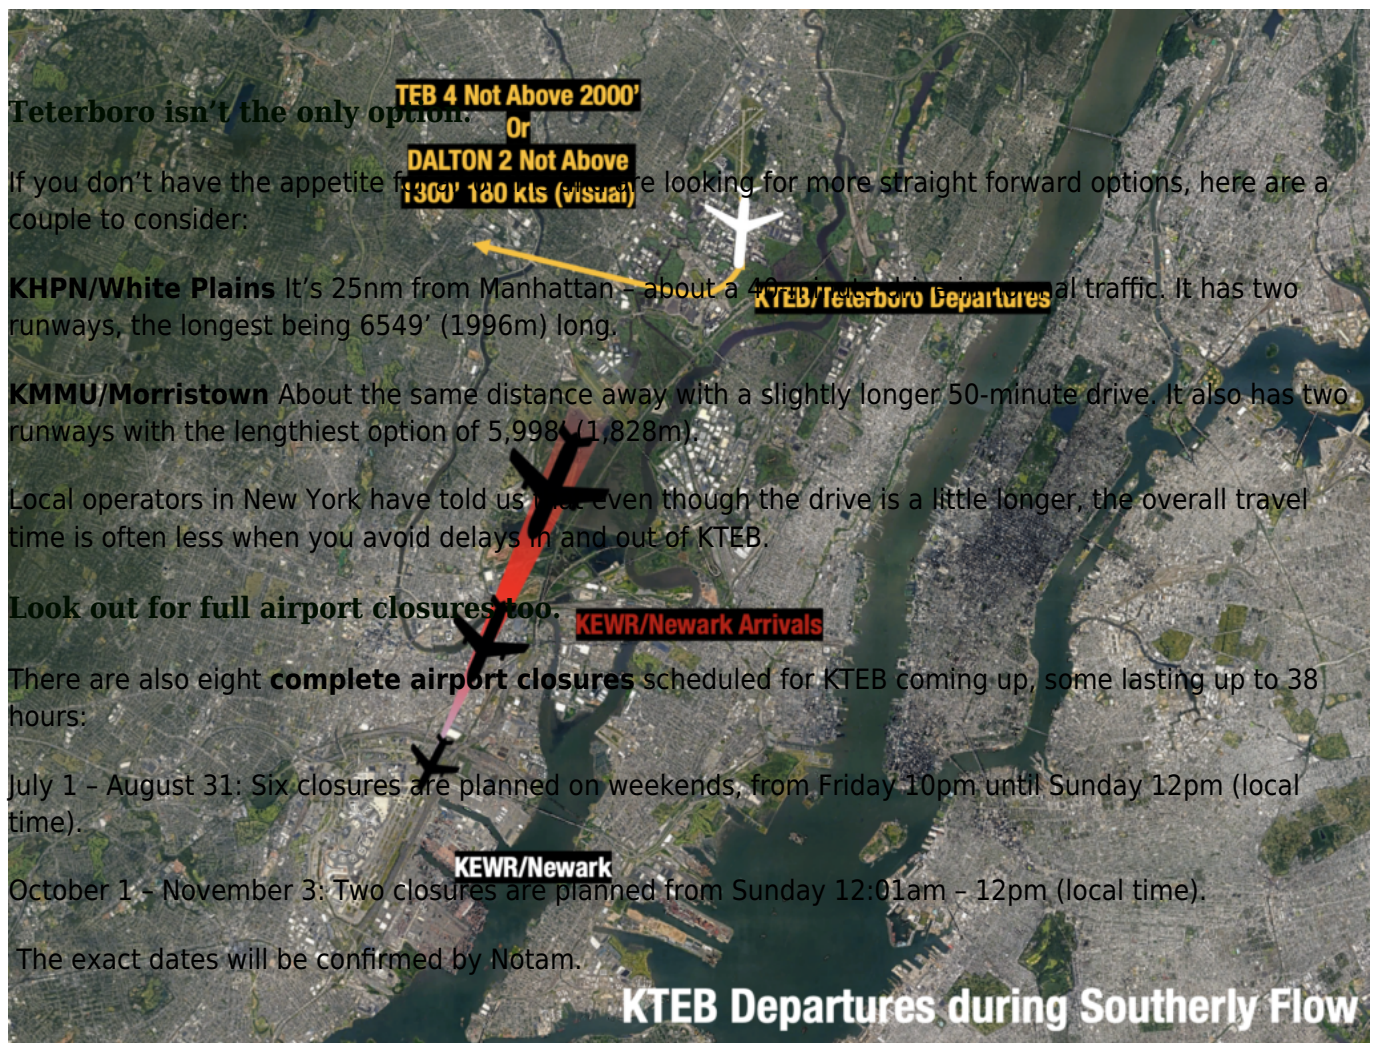 TEB 4 Not Above 2000’
Or
DALTON 2 Not Above
1300’ 180 kts (visual)
Teterboro isn’t the only option.
If you don’t have the appetite are looking for more straight forward options, here are a
couple to consider:
KHPN/White Plains It’s 25nm from Manhattan – about a traffic. It has two
runways, the longest being 6549’ (1996m) long.
KTEB/Teterboro Departures
KMMU/Morristown About the same distance away with a slightly longer 50-minute drive. It also has two
runways with the lengthiest option of 5,998’ (1,828m).
Local operators in New York have told us that even though the drive is a little longer, the overall travel
time is often less when you avoid delays in and out of KTEB.
Look out for full airport closures too.
KEWR/Newark Arrivals
There are also eight complete airport closures scheduled for KTEB coming up, some lasting up to 38
hours:
July 1 – August 31: Six closures are planned on weekends, from Friday 10pm until Sunday 12pm (local
time).
KEWR/Newark
October 1 – November 3: Two closures are planned from Sunday 12:01am – 12pm (local time).
The exact dates will be confirmed by Notam.
KTEB Departures during Southerly Flow